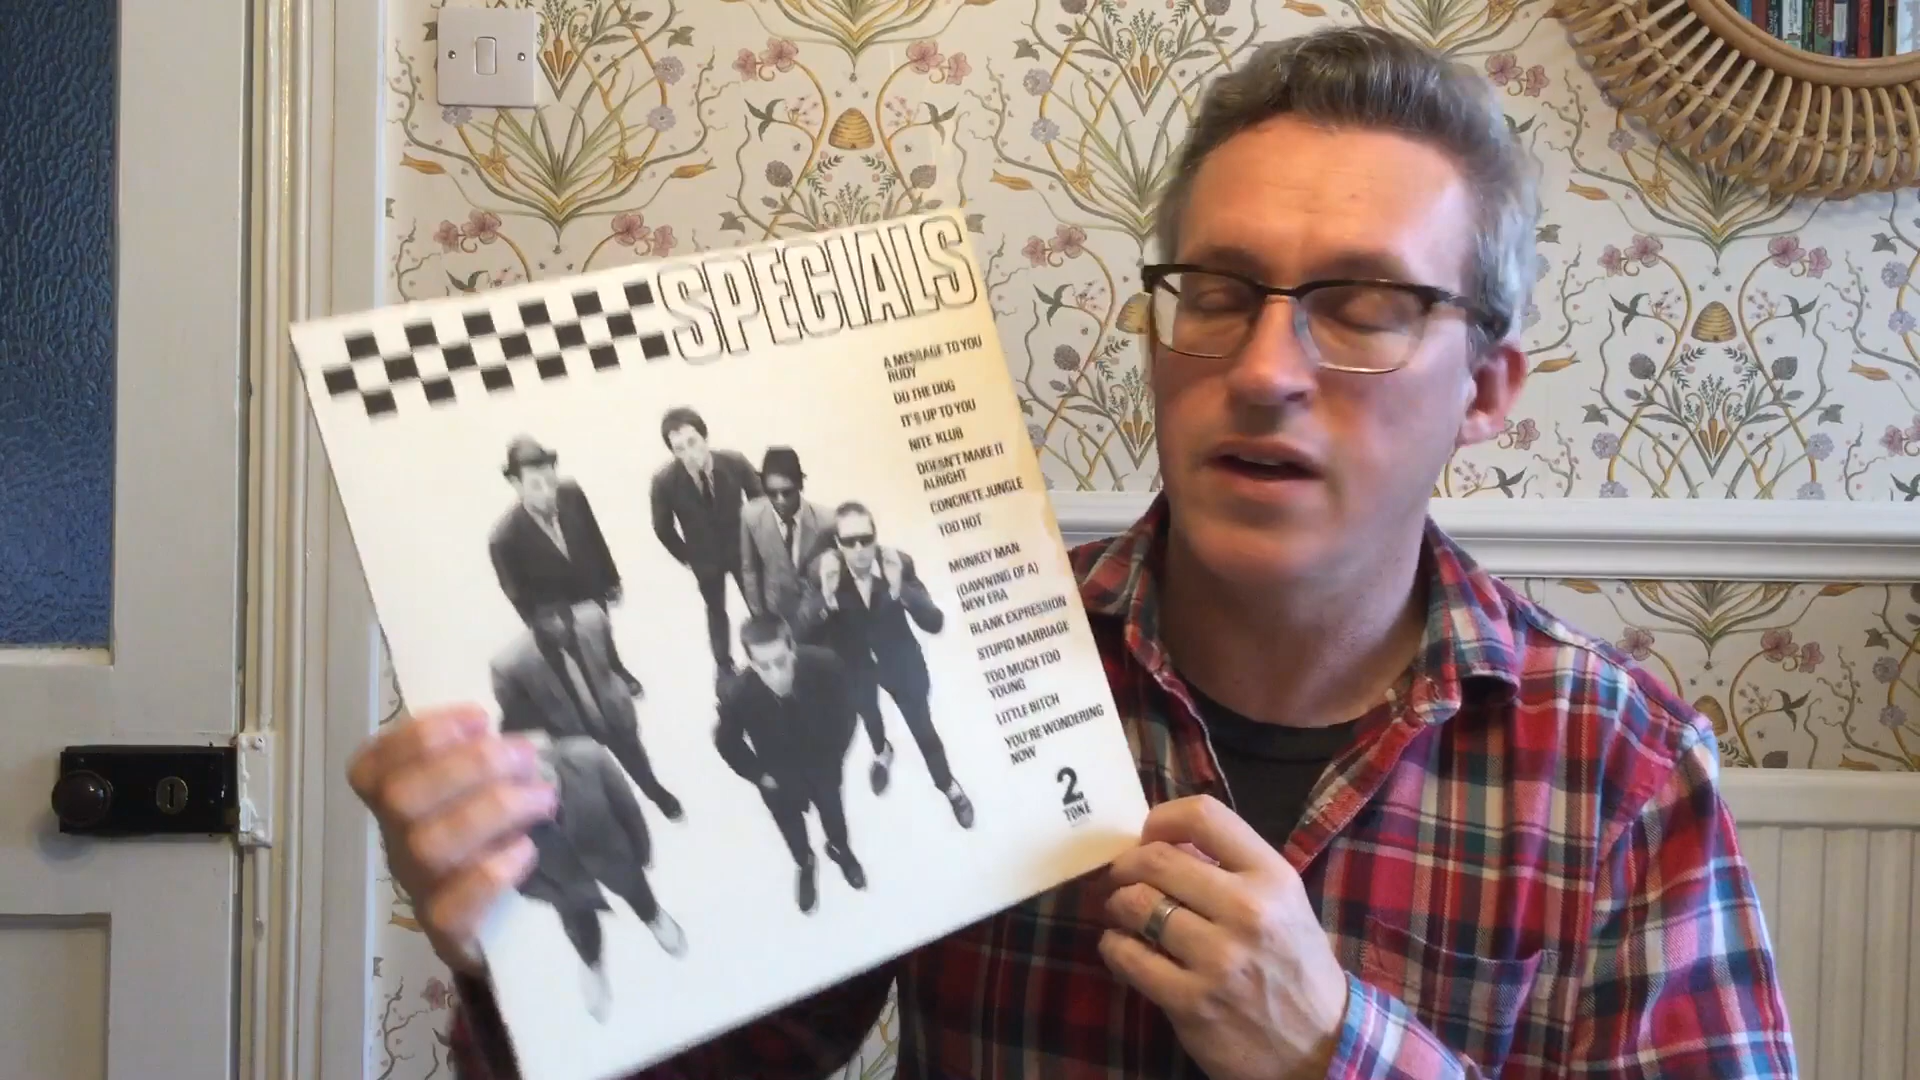 SPECIALS
A MESSAGE TO YOU
RUDY
DO THE DOG
IT'S UP TO YOU
NITE KLUB
DOESN'T MAKE IT
ALRIGHT
CONCRETE JUNGLE
TOO HOT
MONKEY MAN
(DAWNING OF A)
NEW ERA
BLANK EXPRESSION
STUPID MARRIAGE
TOO MUCH TOO
YOUNG
LITTLE BITCH
YOU'RE WONDERING
NOW
2
TONE